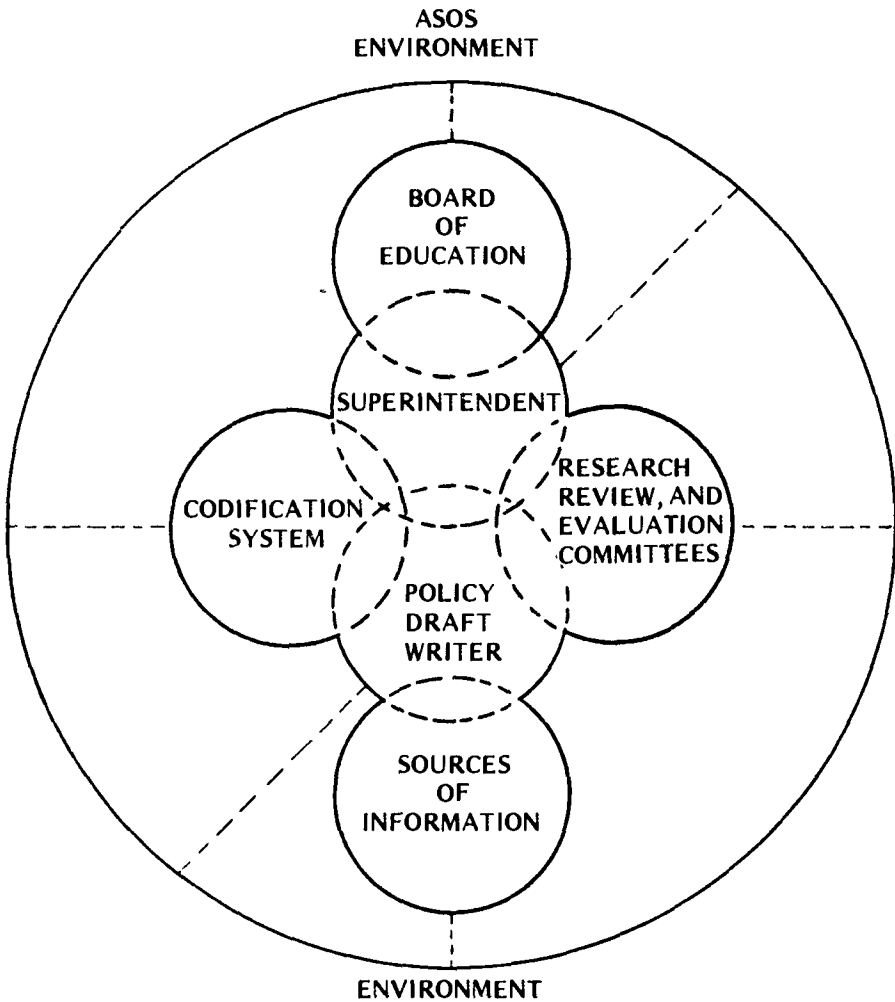 ASOS
ENVIRONMENT
BOARD
OF
EDUCATION
SUPERINTENDENT
CODIFICATION
SYSTEM
RESEARCH
REVIEW, AND
EVALUATION
COMMITTEES
POLICY
DRAFT
WRITER
SOURCES
OF
INFORMATION
ENVIRONMENT